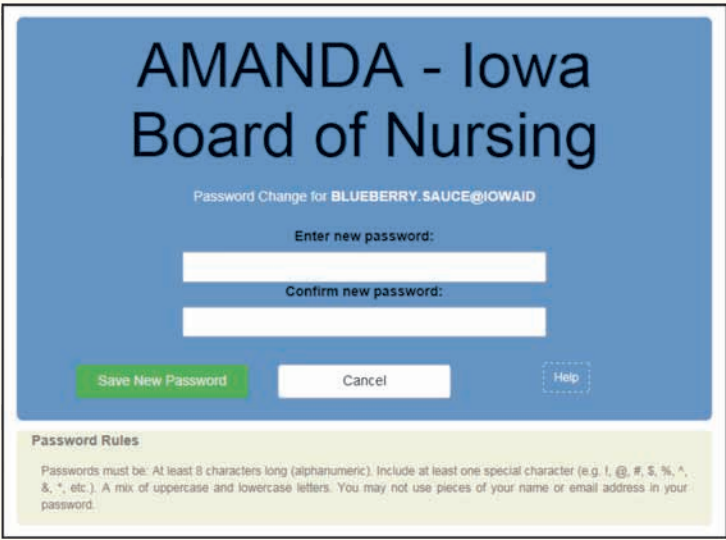 AMANDA - Iowa
Board of Nursing
Password Change for BLUEBERRY.SAUCE@IOWAID
Enter new password:
Confirm new password:
Save New Password
Cancel
Help
Password Rules
Passwords must be: At least 8 characters long (alphanumeric). Include at least one special character (e.g. !, @, #, $, %, ^,
&, *, etc.). A mix of uppercase and lowercase letters. You may not use pieces of your name or email address in your
password.